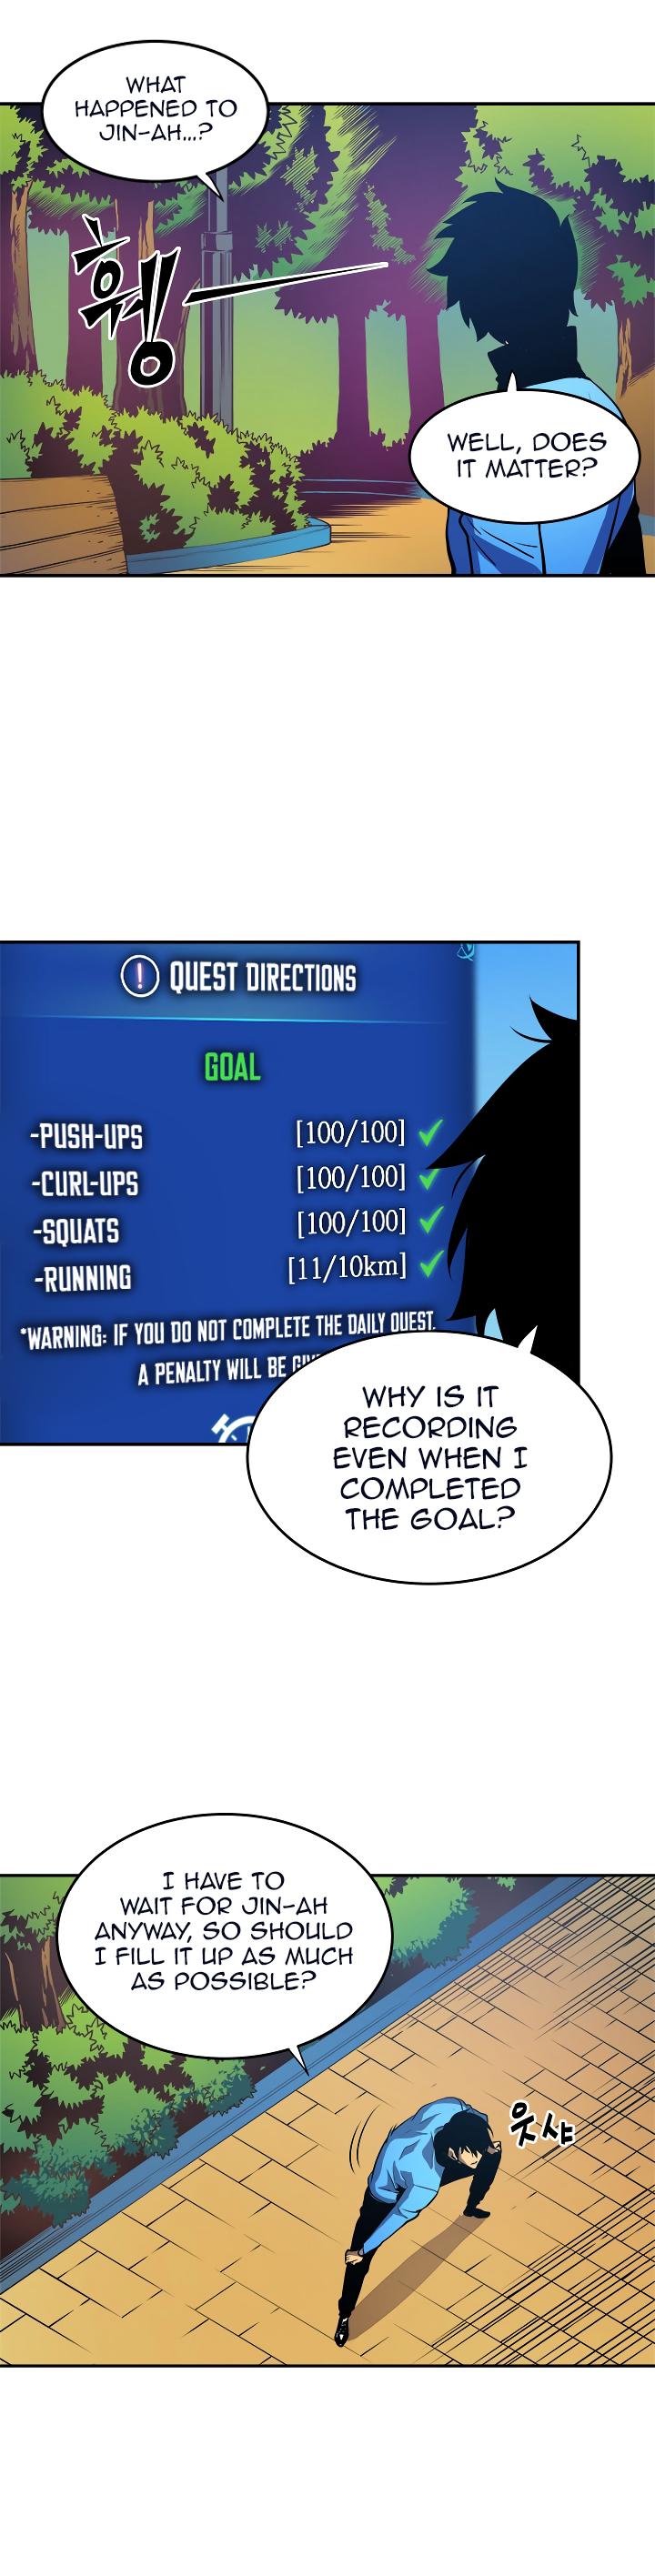 WHAT
HAPPENED TO
JIN-AH...?
휑
WELL, DOES
IT MATTER?
! QUEST DIRECTIONS
GOAL
-PUSH-UPS [100/100] ✓
-CURL-UPS [100/100] ✓
-SQUATS [100/100] ✓
-RUNNING [11/10km] ✓
*WARNING: IF YOU DO NOT COMPLETE THE DAILY QUEST,
A PENALTY WILL BE
WHY IS IT
RECORDING
EVEN WHEN I
COMPLETED
THE GOAL?
I HAVE TO
WAIT FOR JIN-AH
ANYWAY, SO SHOULD
I FILL IT UP AS MUCH
AS POSSIBLE?
읏샤